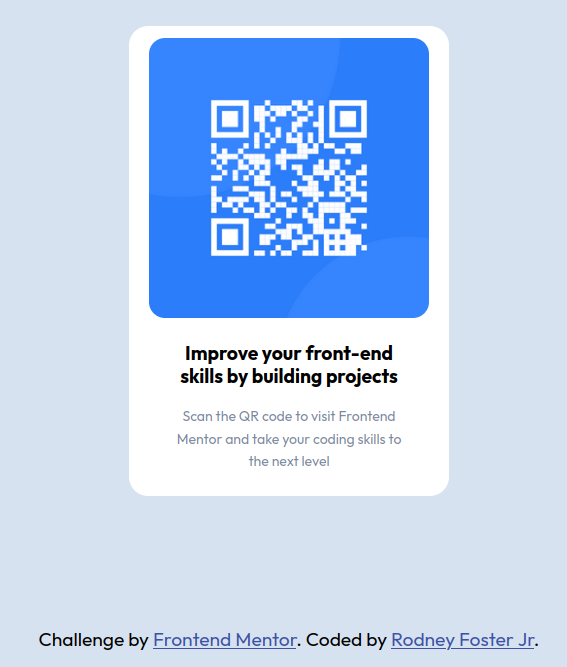 Improve your front-end
skills by building projects
Scan the QR code to visit Frontend
Mentor and take your coding skills to
the next level
Challenge by Frontend Mentor. Coded by Rodney Foster Jr.